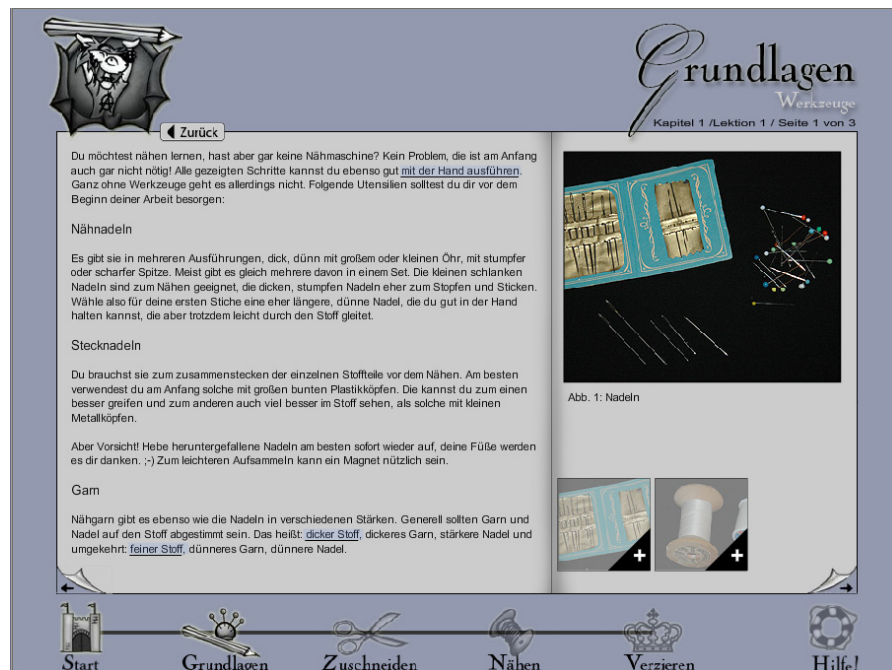 Grundlagen
Werkzeuge
Kapitel 1 /Lektion 1 / Seite 1 von 3
Zurück
Du möchtest nähen lernen, hast aber gar keine Nähmaschine? Kein Problem, die ist am Anfang
auch gar nicht nötig! Alle gezeigten Schritte kannst du ebenso gut mit der Hand ausführen.
Ganz ohne Werkzeuge geht es allerdings nicht. Folgende Utensilien solltest du dir vor dem
Beginn deiner Arbeit besorgen:
Nähnadeln
Es gibt sie in mehreren Ausführungen, dick, dünn mit großem oder kleinen Öhr, mit stumpfer
oder scharfer Spitze. Meist gibt es gleich mehrere davon in einem Set. Die kleinen schlanken
Nadeln sind zum Nähen geeignet, die dicken, stumpfen Nadeln eher zum Stopfen und Sticken.
Wähle also für deine ersten Stiche eine eher längere, dünne Nadel, die du gut in der Hand
halten kannst, die aber trotzdem leicht durch den Stoff gleitet.
Stecknadeln
Du brauchst sie zum zusammenstecken der einzelnen Stoffteile vor dem Nähen. Am besten
verwendest du am Anfang solche mit großen bunten Plastikköpfen. Die kannst du zum einen
besser greifen und zum anderen auch viel besser im Stoff sehen, als solche mit kleinen
Metallköpfen.
Aber Vorsicht! Hebe heruntergefallene Nadeln am besten sofort wieder auf, deine Füße werden
es dir danken. ;-) Zum leichteren Aufsammeln kann ein Magnet nützlich sein.
Garn
Nähgarn gibt es ebenso wie die Nadeln in verschiedenen Stärken. Generell sollten Garn und
Nadel auf den Stoff abgestimmt sein. Das heißt: dicker Stoff, dickeres Garn, stärkere Nadel und
umgekehrt: feiner Stoff, dünneres Garn, dünnere Nadel.
Abb. 1: Nadeln
Start
Grundlagen
Zuschneiden
Nähen
Verzieren
Hilfe!